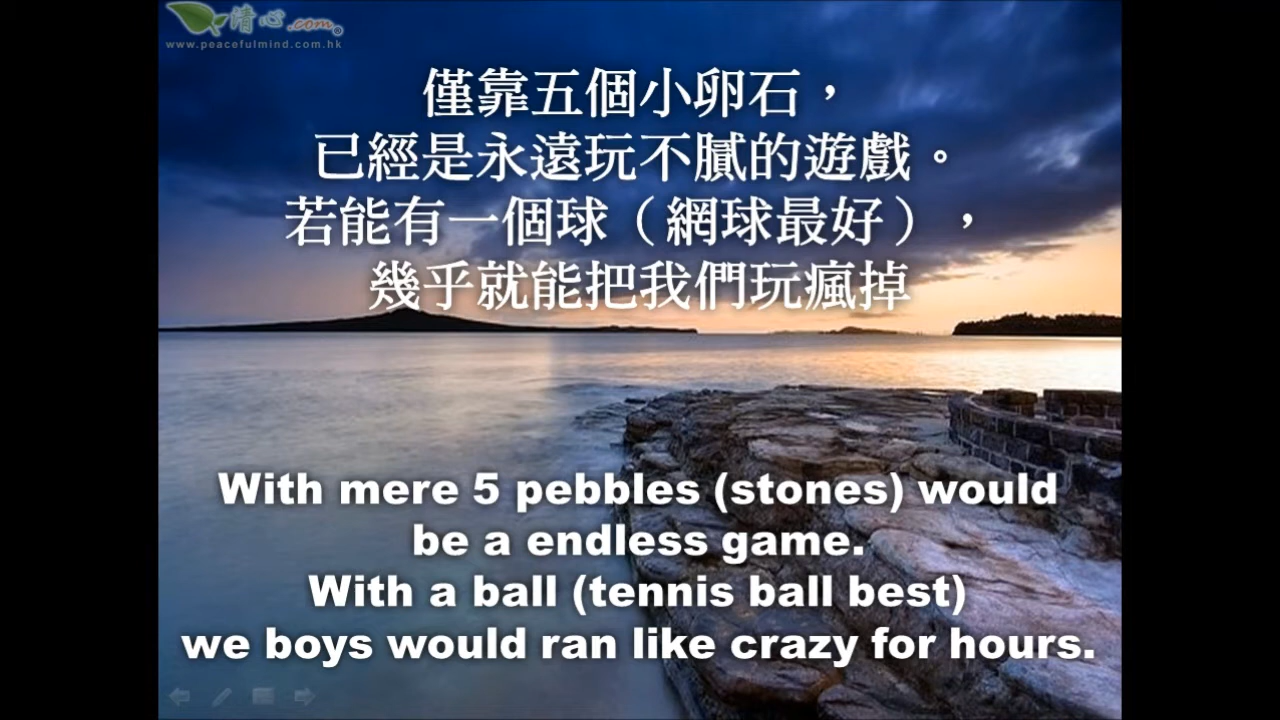 清心.com
www.peacefulmind.com.hk
僅靠五個小卵石，
已經是永遠玩不膩的遊戲。
若能有一個球（網球最好），
幾乎就能把我們玩瘋掉
With mere 5 pebbles (stones) would
be a endless game.
With a ball (tennis ball best)
we boys would ran like crazy for hours.